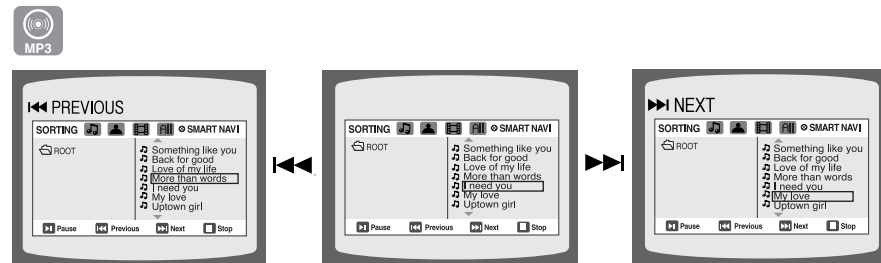 MP3
PREVIOUS
SORTING All SMART NAVI
ROOT
Something like you
Back for good
Love of my life
More than words
I need you
My love
Uptown girl
Pause Previous Next Stop
SORTING All SMART NAVI
ROOT
Something like you
Back for good
Love of my life
More than words
I need you
My love
Uptown girl
Pause Previous Next Stop
NEXT
SORTING All SMART NAVI
ROOT
Something like you
Back for good
Love of my life
More than words
I need you
My love
Uptown girl
Pause Previous Next Stop